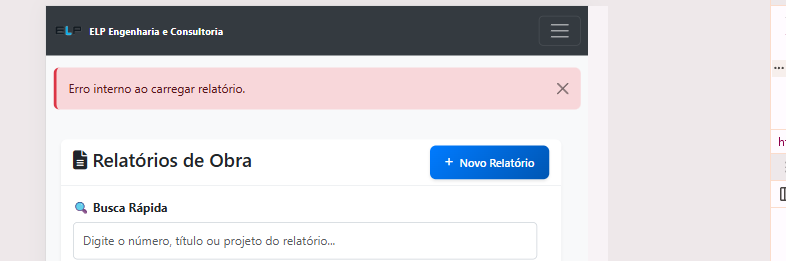 ELP ELP Engenharia e Consultoria
Erro interno ao carregar relatório.
Relatórios de Obra
+ Novo Relatório
Busca Rápida
Digite o número, título ou projeto do relatório...